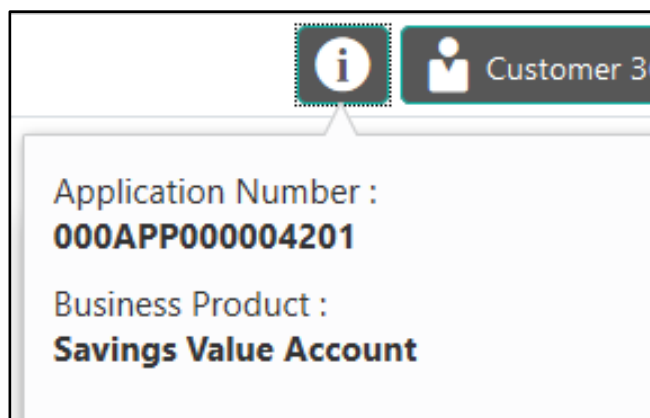 Customer 3
Application Number :
000APP000004201
Business Product :
Savings Value Account